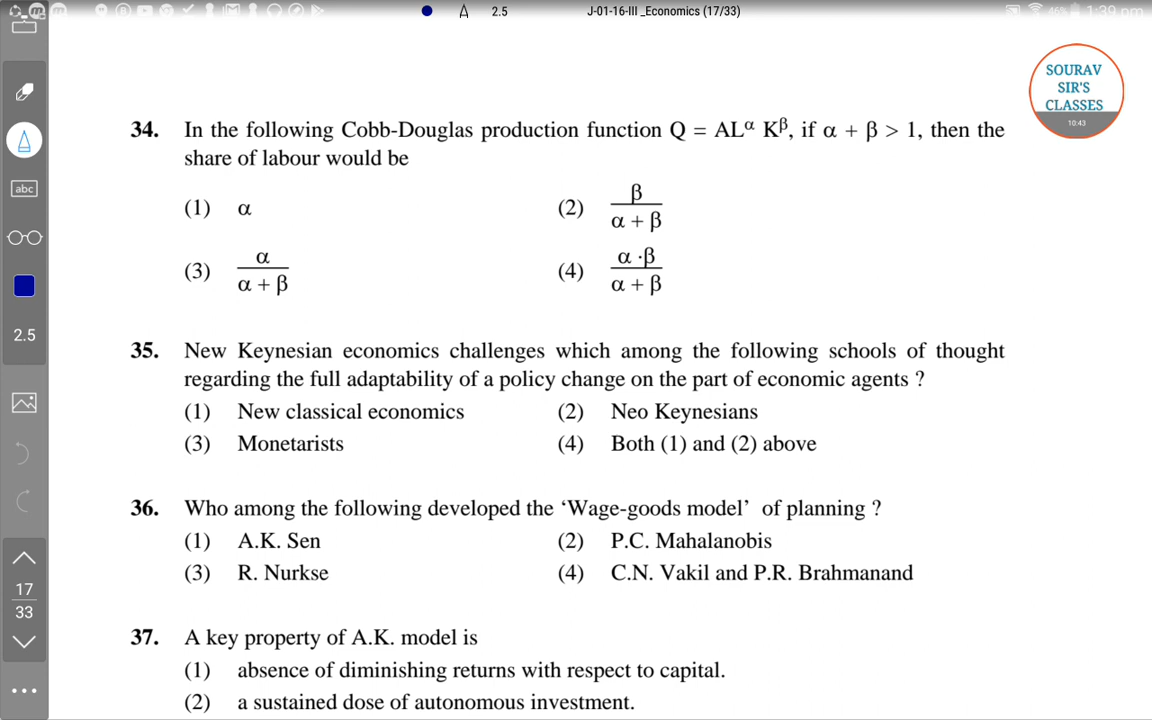 2.5
J-01-16-III _Economics (17/33)
46%
1:39 pm
SOURAV
SIR'S
CLASSES
10:43
abc
2.5
17
33
34. In the following Cobb-Douglas production function Q = AL^α K^β, if α + β > 1, then the
share of labour would be
(1) α (2) β / (α + β)
(3) α / (α + β) (4) α ·β / (α + β)
35. New Keynesian economics challenges which among the following schools of thought
regarding the full adaptability of a policy change on the part of economic agents ?
(1) New classical economics (2) Neo Keynesians
(3) Monetarists (4) Both (1) and (2) above
36. Who among the following developed the ‘Wage-goods model’ of planning ?
(1) A.K. Sen (2) P.C. Mahalanobis
(3) R. Nurkse (4) C.N. Vakil and P.R. Brahmanand
37. A key property of A.K. model is
(1) absence of diminishing returns with respect to capital.
(2) a sustained dose of autonomous investment.